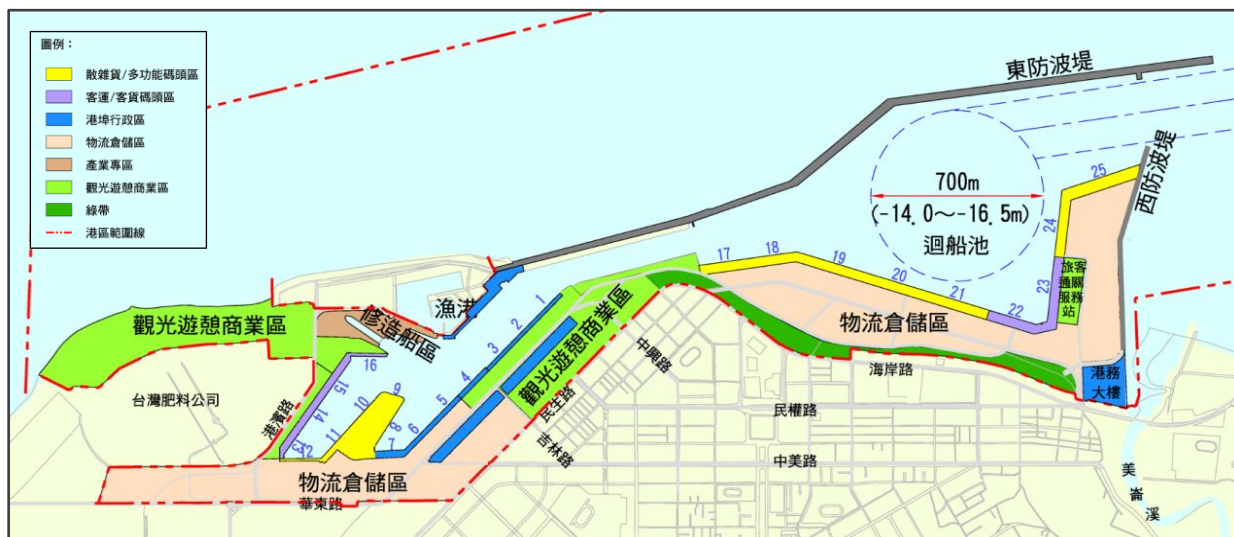 圖例：
散雜貨/多功能碼頭區
客運/客貨碼頭區
港埠行政區
物流倉儲區
產業專區
觀光遊憩商業區
綠帶
港區範圍線
東防波堤
西防波堤
700m
(-14.0～-16.5m)
迴船池
25
24
23
22
21
20
19
18
17
旅客
通關
服務
站
物流倉儲區
港務
大樓
海岸路
民權路
中美路
美崙溪
漁港
修造船區
觀光遊憩商業區
台灣肥料公司
港濱路
16
15
14
13
12
11
10
9
8
7
6
5
4
3
2
1
觀光遊憩商業區
中興路
民生路
吉林路
物流倉儲區
華東路